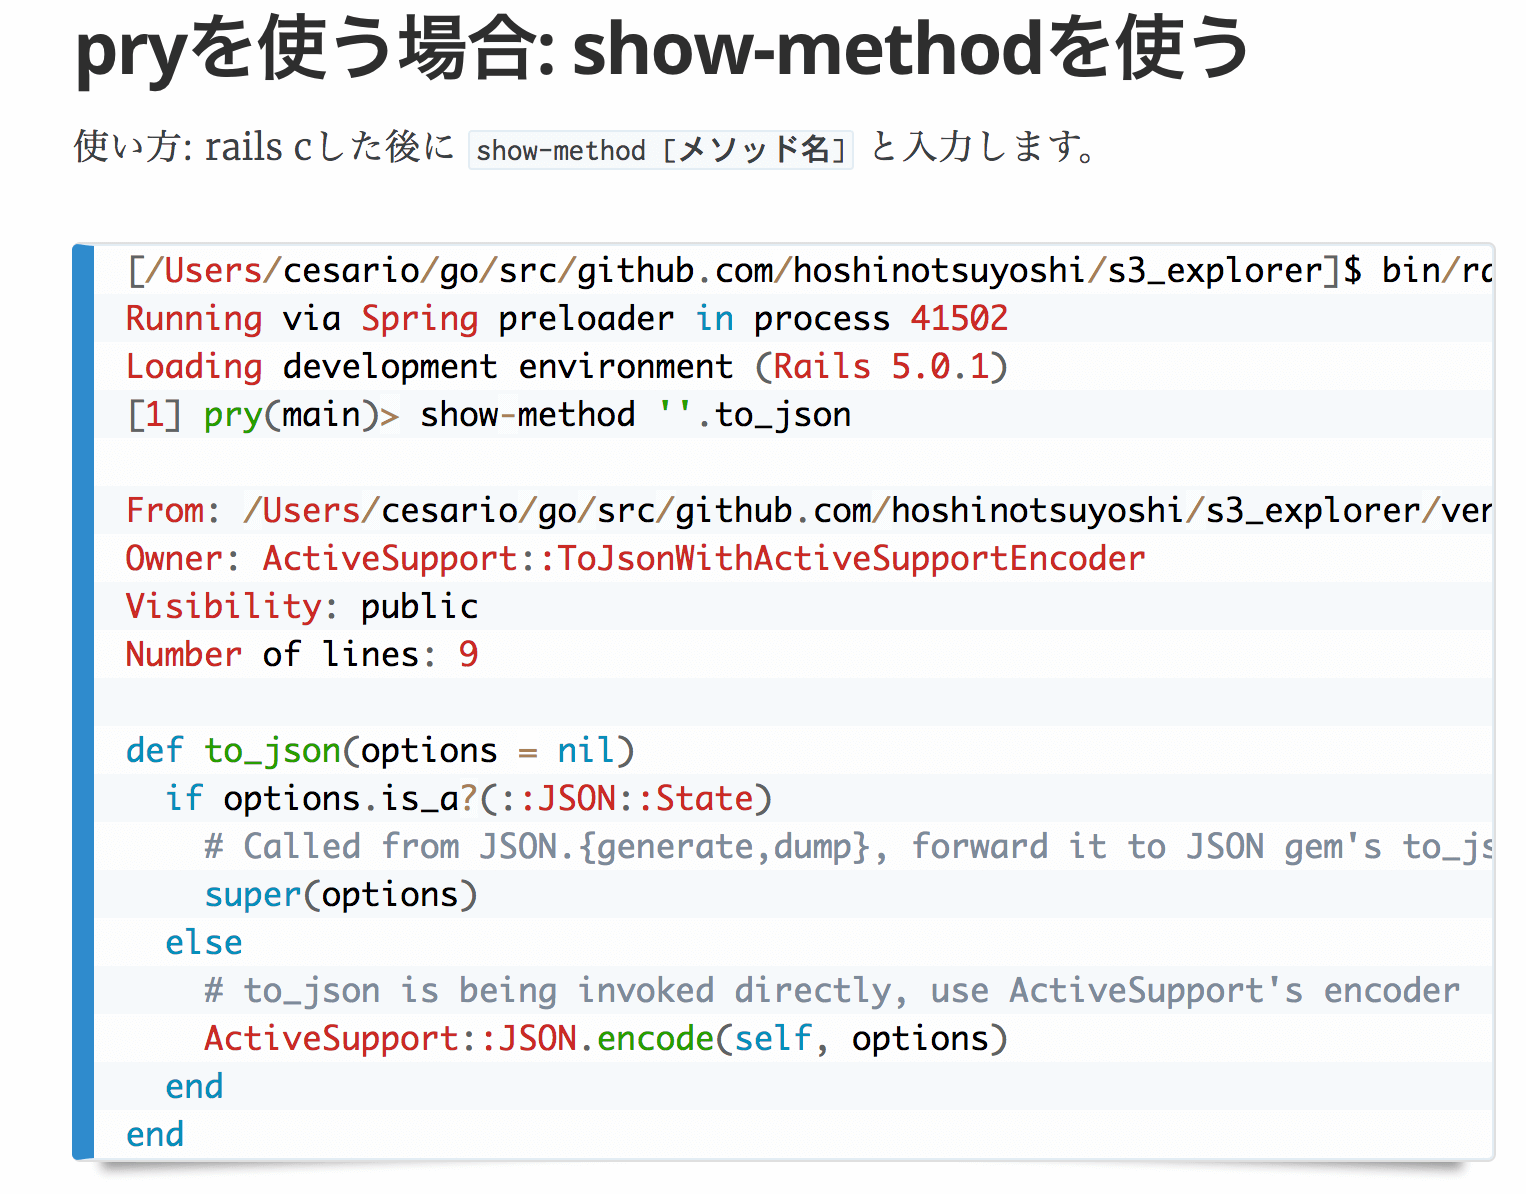 pryを使う場合: show-methodを使う
使い方: rails cした後に show-method [メソッド名] と入力します。
[/Users/cesario/go/src/github.com/hoshinotsuyoshi/s3_explorer]$ bin/
Running via Spring preloader in process 41502
Loading development environment (Rails 5.0.1)
[1] pry(main)> show-method ''.to_json
From: /Users/cesario/go/src/github.com/hoshinotsuyoshi/s3_explorer/ver
Owner: ActiveSupport::ToJsonWithActiveSupportEncoder
Visibility: public
Number of lines: 9
def to_json(options = nil)
  if options.is_a?(::JSON::State)
    # Called from JSON.{generate,dump}, forward it to JSON gem's to_js
    super(options)
  else
    # to_json is being invoked directly, use ActiveSupport's encoder
    ActiveSupport::JSON.encode(self, options)
  end
end